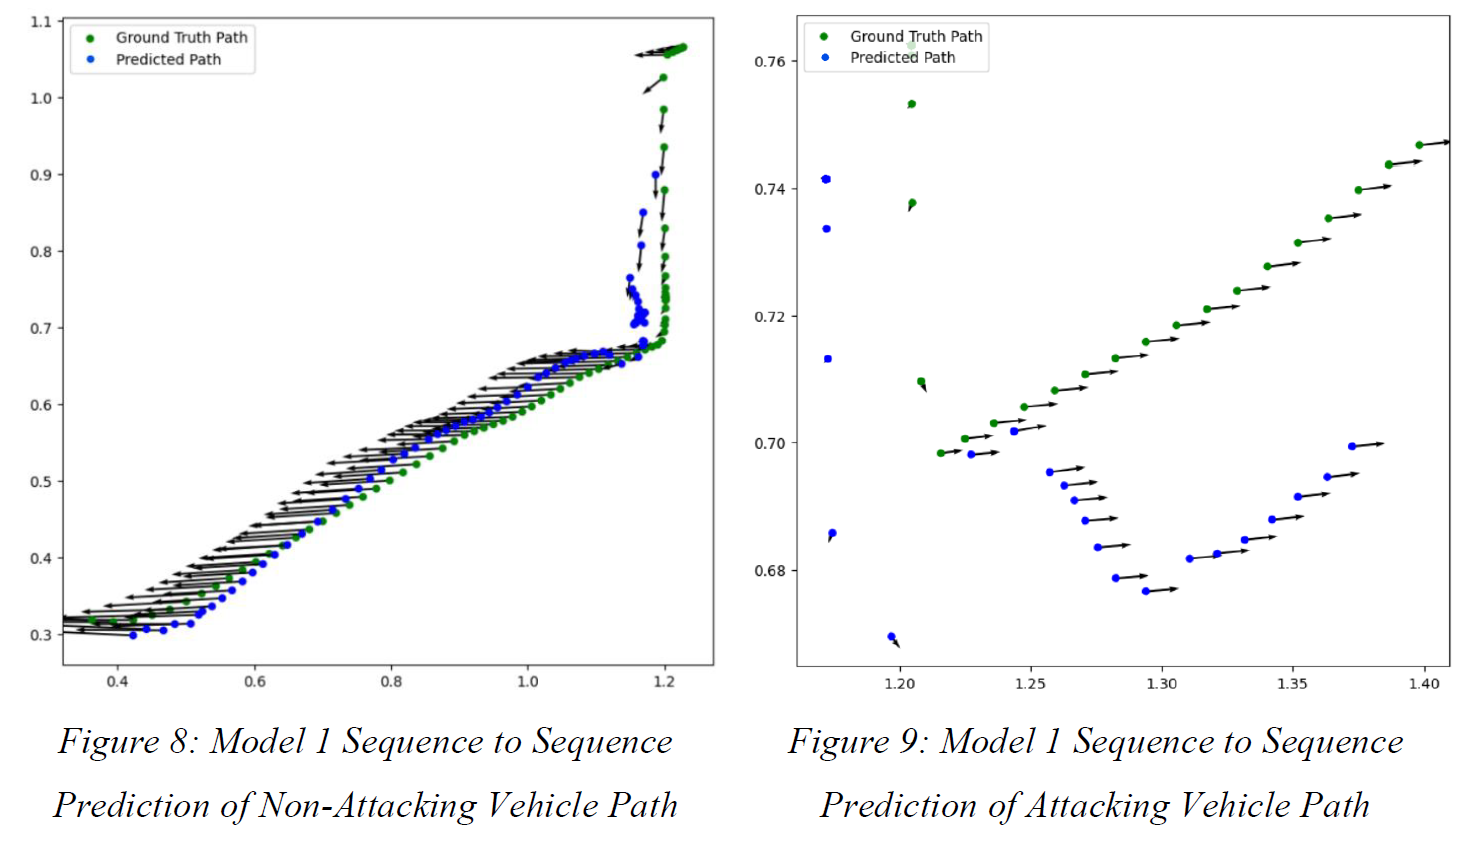 1.1
1.0
0.9
0.8
0.7
0.6
0.5
0.4
0.3
Ground Truth Path
Predicted Path
0.4 0.6 0.8 1.0 1.2
0.76
0.74
0.72
0.70
0.68
Ground Truth Path
Predicted Path
1.20 1.25 1.30 1.35 1.40
Figure 8: Model 1 Sequence to Sequence
Prediction of Non-Attacking Vehicle Path
Figure 9: Model 1 Sequence to Sequence
Prediction of Attacking Vehicle Path